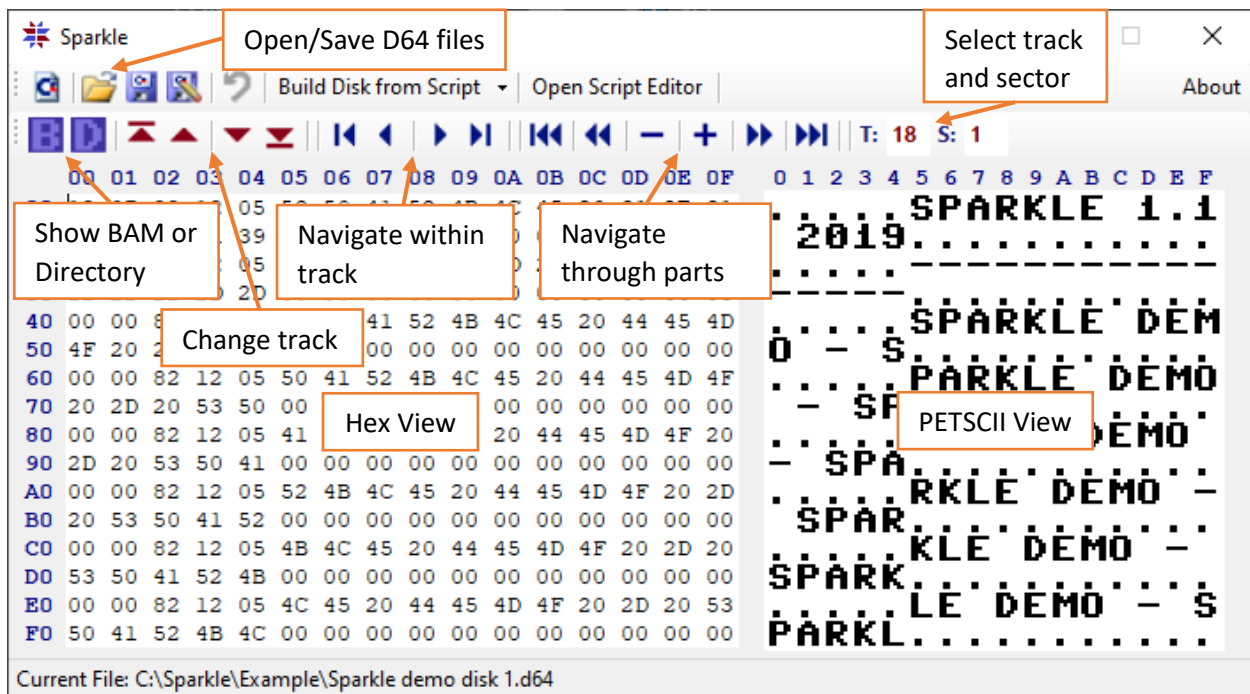 Sparkle
Open/Save D64 files
Select track
and sector
Build Disk from Script
Open Script Editor
About
B D
T: 18 S: 1
00 01 02 03 04 05 06 07 08 09 0A 0B 0C 0D 0E 0F 0 1 2 3 4 5 6 7 8 9 A B C D E F
05 .....SPARKLE 1.1
Show BAM or
Directory
39 2019...........
Navigate within
track
Navigate
through parts
05 .....-----------
2D -----...........
40 00 00 41 52 4B 4C 45 20 44 45 4D .....SPARKLE DEM
Change track
50 4F 20 00 00 00 00 00 00 00 00 O - S...........
60 00 00 82 12 05 50 41 52 4B 4C 45 20 44 45 4D 4F .....PARKLE DEMO
70 20 2D 20 53 50 00 00 00 00 00 00 00 - SP
Hex View
PETSCII View
80 00 00 82 12 05 41 20 44 45 4D 4F 20 DEMO
90 2D 20 53 50 41 00 00 00 00 00 00 00 00 00 00 00 - SPA...........
A0 00 00 82 12 05 52 4B 4C 45 20 44 45 4D 4F 20 2D .....RKLE DEMO -
B0 20 53 50 41 52 00 00 00 00 00 00 00 00 00 00 00 SPAR...........
C0 00 00 82 12 05 4B 4C 45 20 44 45 4D 4F 20 2D 20 .....KLE DEMO -
D0 53 50 41 52 4B 00 00 00 00 00 00 00 00 00 00 00 SPARK...........
E0 00 00 82 12 05 4C 45 20 44 45 4D 4F 20 2D 20 53 .....LE DEMO - S
F0 50 41 52 4B 4C 00 00 00 00 00 00 00 00 00 00 00 PARKL...........
Current File: C:\Sparkle\Example\Sparkle demo disk 1.d64